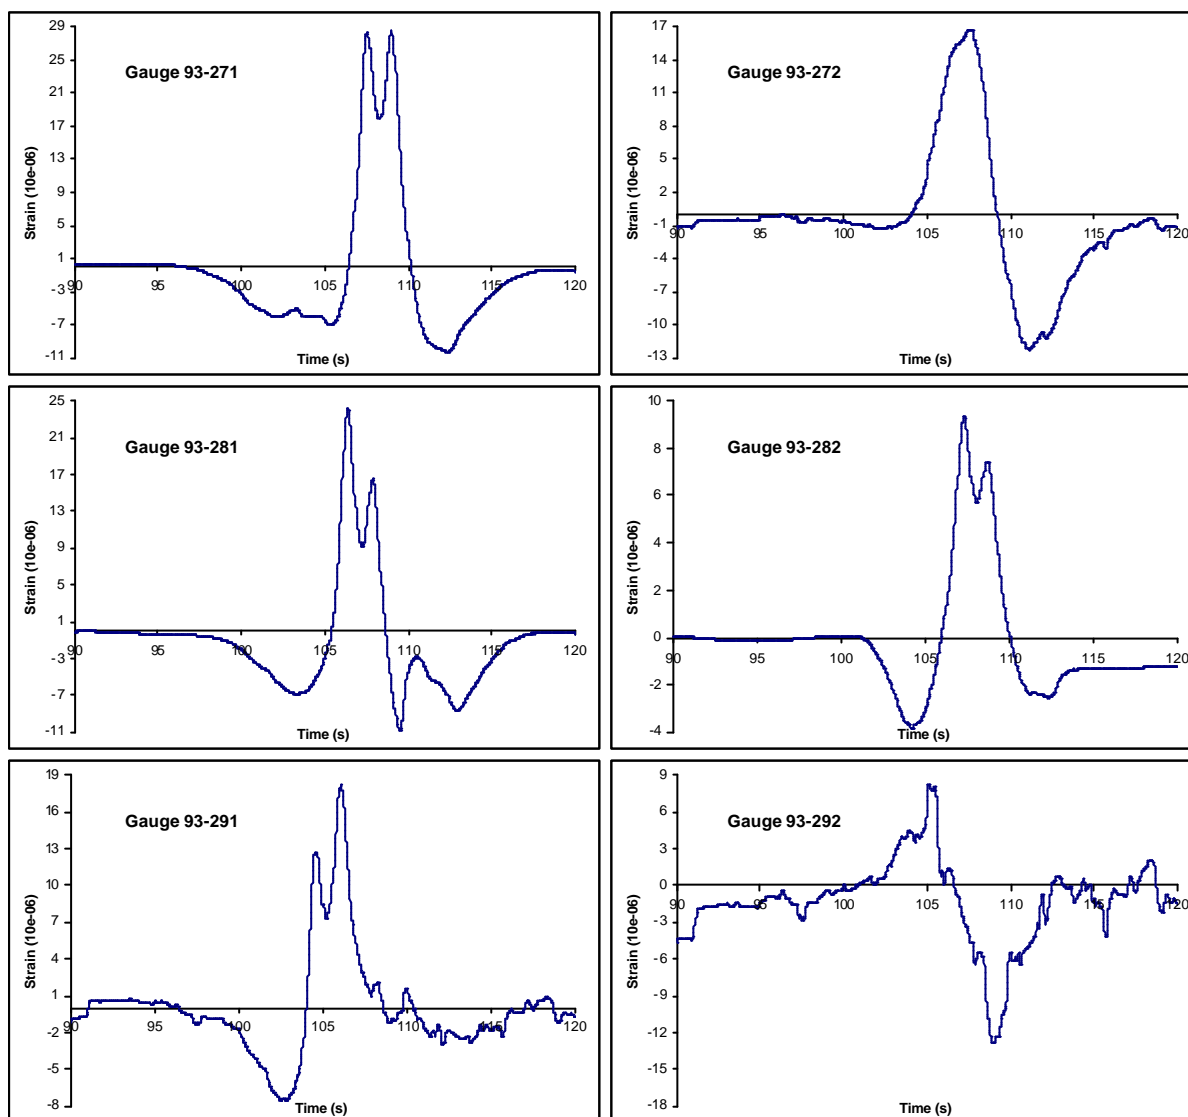 Gauge 93-271
Strain (10e-06)
29
25
21
17
13
9
5
1
-3
-7
-11
90 95 100 105 110 115 120
Time (s)
Gauge 93-272
Strain (10e-06)
17
14
11
8
5
2
-1
-4
-7
-10
-13
90 95 100 105 110 115 120
Time (s)
Gauge 93-281
Strain (10e-06)
25
21
17
13
9
5
1
-3
-7
-11
90 95 100 105 110 115 120
Time (s)
Gauge 93-282
Strain (10e-06)
10
8
6
4
2
0
-2
-4
90 95 100 105 110 115 120
Time (s)
Gauge 93-291
Strain (10e-06)
19
16
13
10
7
4
1
-2
-5
-8
90 95 100 105 110 115 120
Time (s)
Gauge 93-292
Strain (10e-06)
9
6
3
0
-3
-6
-9
-12
-15
-18
90 95 100 105 110 115 120
Time (s)